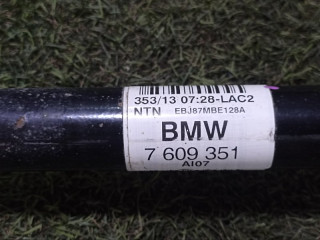 353/13 07:28-LAC2
NTN EBJ87MBE128A
BMW
7 609 351
AI07